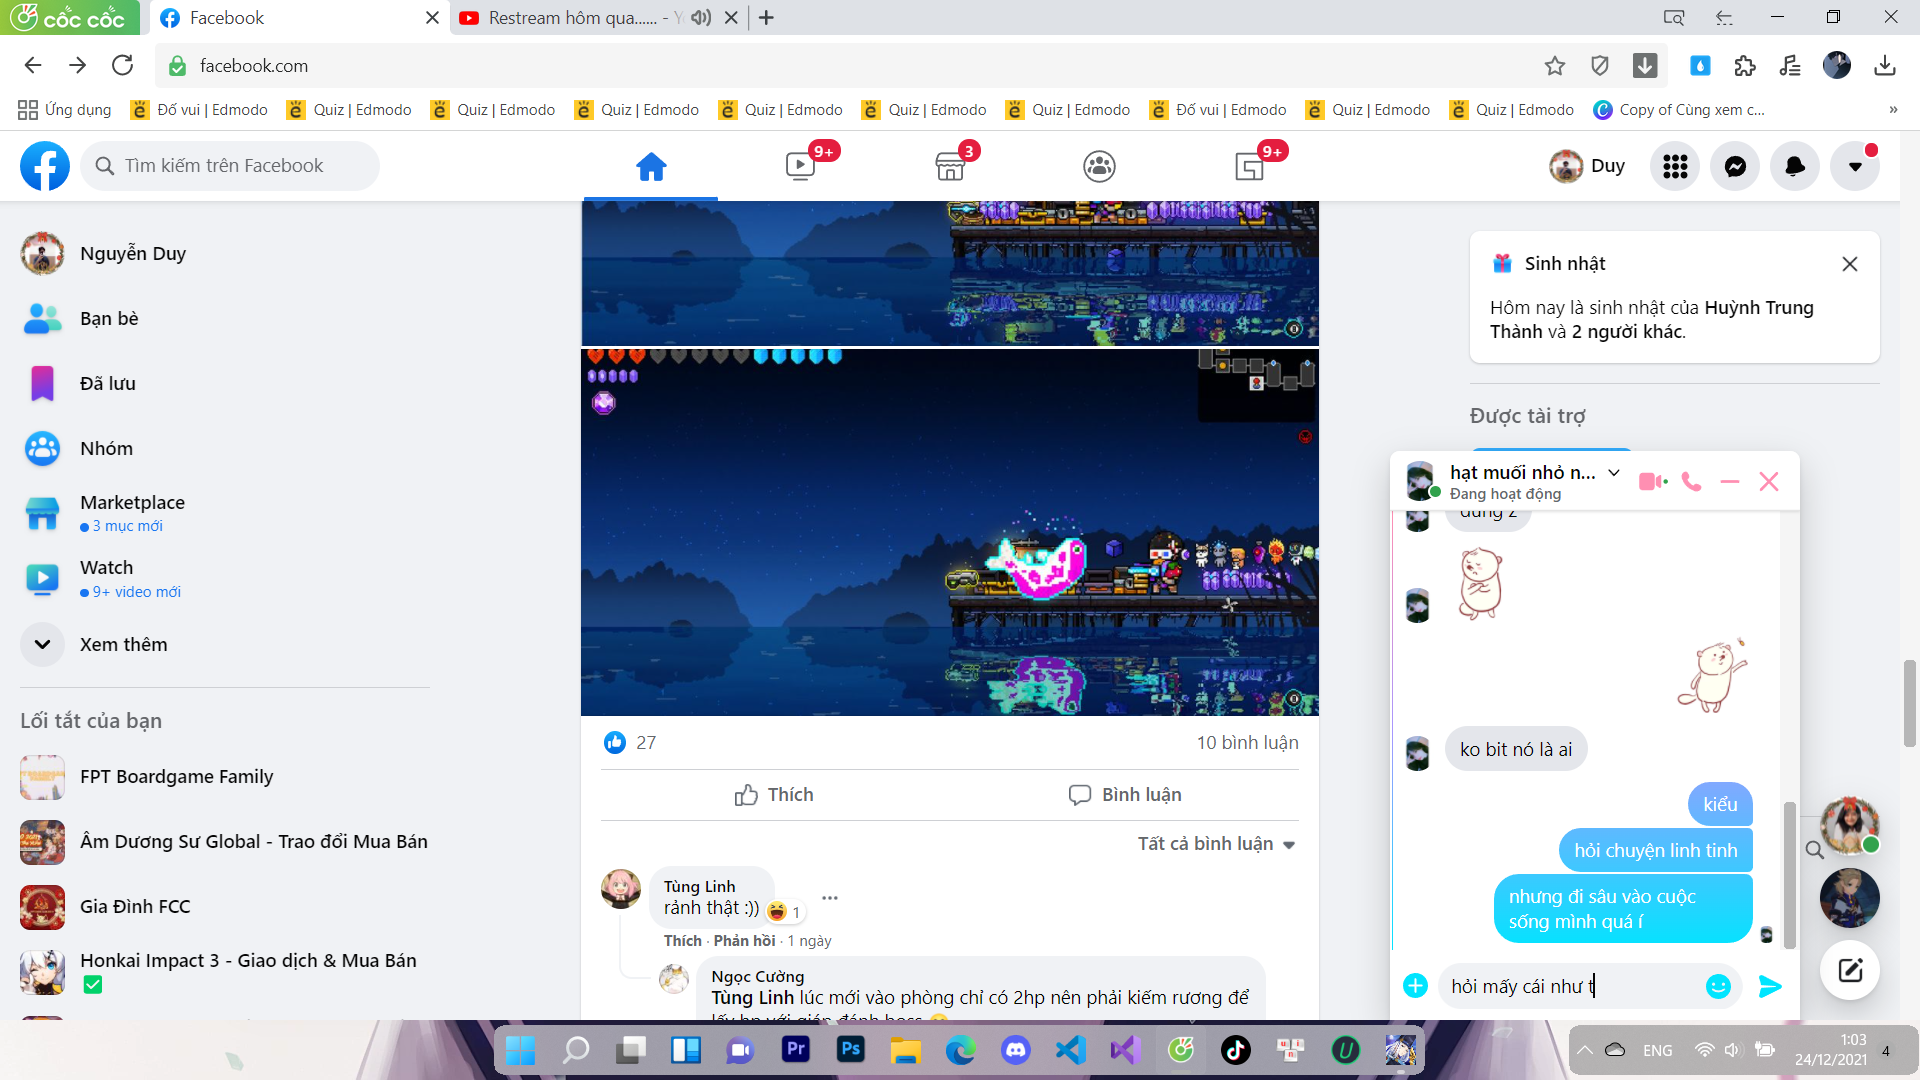 cốc cốc
Facebook
Restream hôm qua...... - Y
facebook.com
Ứng dụng
Đố vui | Edmodo
Quiz | Edmodo
Quiz | Edmodo
Quiz | Edmodo
Quiz | Edmodo
Quiz | Edmodo
Quiz | Edmodo
Đố vui | Edmodo
Quiz | Edmodo
Quiz | Edmodo
Copy of Cùng xem c...
»
Tìm kiếm trên Facebook
9+
3
9+
Duy
Nguyễn Duy
Bạn bè
Đã lưu
Nhóm
Marketplace
3 mục mới
Watch
9+ video mới
Xem thêm
Lối tắt của bạn
FPT Boardgame Family
Âm Dương Sư Global - Trao đổi Mua Bán
Gia Đình FCC
Honkai Impact 3 - Giao dịch & Mua Bán
27
10 bình luận
Thích
Bình luận
Tất cả bình luận
Tùng Linh
rảnh thật :))
1
Thích · Phản hồi · 1 ngày
Ngọc Cường
Tùng Linh lúc mới vào phòng chỉ có 2hp nên phải kiếm rương để
Sinh nhật
Hôm nay là sinh nhật của Huỳnh Trung
Thành và 2 người khác.
Được tài trợ
hạt muối nhỏ n...
Đang hoạt động
ko bit nó là ai
kiểu
hỏi chuyện linh tinh
nhưng đi sâu vào cuộc
sống mình quá í
hỏi mấy cái như t
Pr
Ps
ENG
1:03
24/12/2021
4